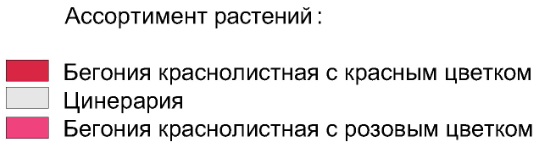 Ассортимент растений :
Бегония краснолистная с красным цветком
Цинерария
Бегония краснолистная с розовым цветком